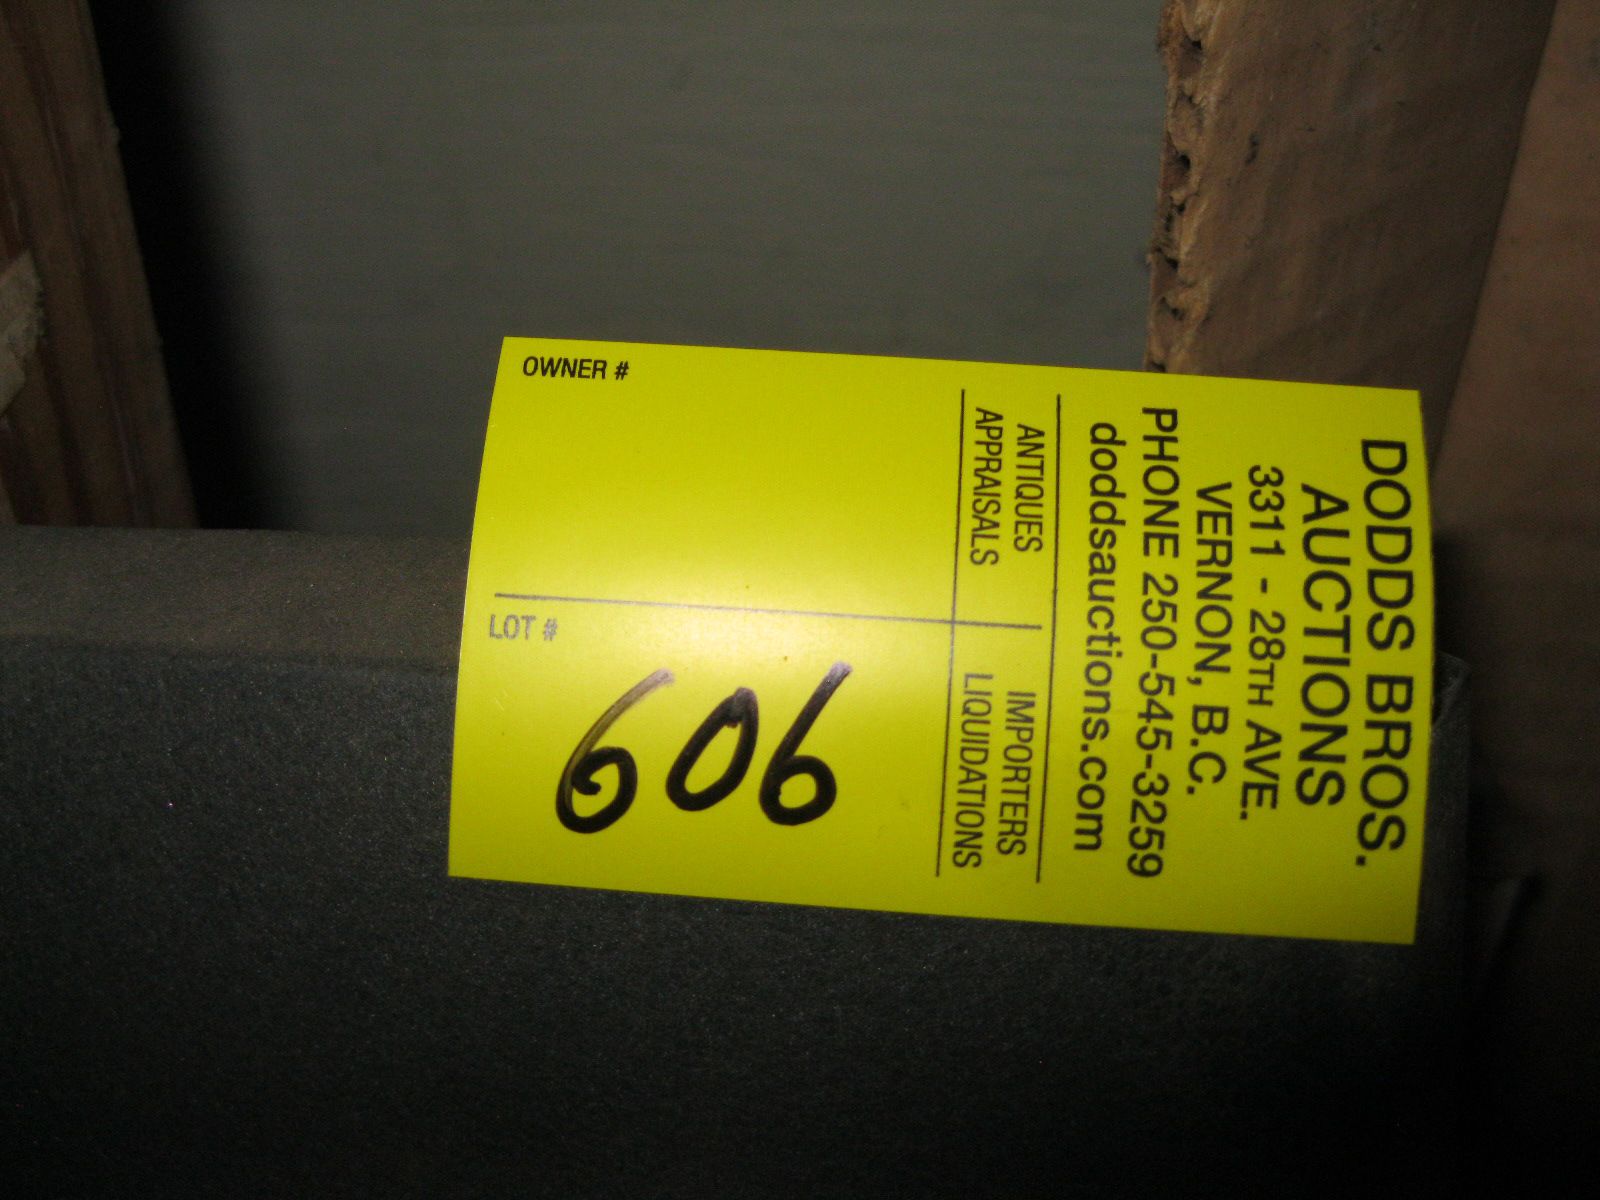 DODDS BROS.
AUCTIONS
3311 - 28TH AVE.
VERNON, B.C.
PHONE 250-545-3259
doddsauctions.com
ANTIQUES
APPRAISALS
IMPORTERS
LIQUIDATIONS
OWNER #
LOT #
606